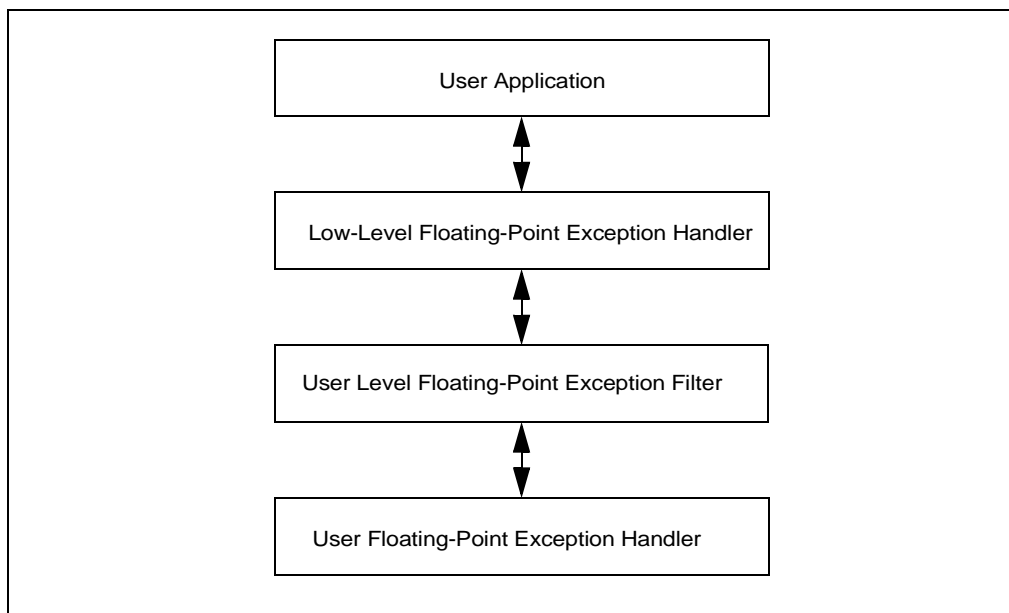 User Application
Low-Level Floating-Point Exception Handler
User Level Floating-Point Exception Filter
User Floating-Point Exception Handler